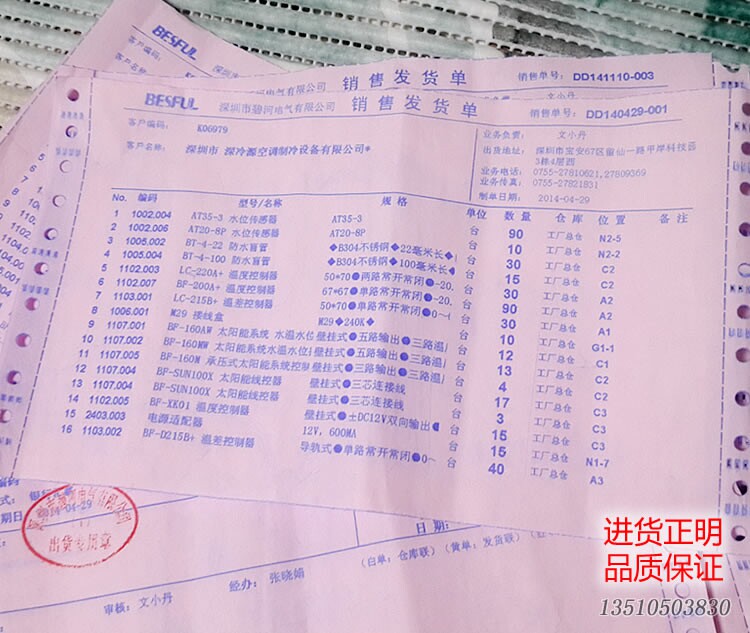 BESFUL 深圳市碧河电气有限公司 销售发货单 销售单号: DD141110-003
客户编码:
BESFUL 深圳市碧河电气有限公司 销售发货单 销售单号: DD140429-001
客户编码: K06979
客户名称: 深圳市 深冷源空调制冷设备有限公司*
业务负责: 文小丹
出货地址: 深圳市宝安67区留仙一路甲岸科技园
3栋4层西
业务电话: 0755-27810621,27809369
业务传真: 0755-27821831
制单日期: 2014-04-29
No. 编码 型号/名称 规 格 单位 数 量 仓 库 位 置 备 注
1 1002.004 AT35-3 水位传感器 AT35-3 台 90 工厂总仓 N2-5
2 1002.006 AT20-8P 水位传感器 AT20-8P 台 10 工厂总仓 N2-2
3 1005.002 BT-4-22 防水盲管 ◆B304不锈钢◆22毫米长◆ 台 30 工厂总仓 C2
4 1005.004 BT-4-100 防水盲管 ◆B304不锈钢◆100毫米长◆ 台 15 工厂总仓 C2
5 1102.003 LC-220A+ 温度控制器 50*70●两路常开常闭●-20. 台 30 工厂总仓 A2
6 1102.007 BF-200A+ 温度控制器 67*67●单路常开常闭●-20. 台 90 工厂总仓 A2
7 1103.001 LC-215B+ 温差控制器 50*70●单路常开常闭●0~ 台 30 工厂总仓 A1
8 1006.001 M29 接线盒 M29◆240K◆ 台 10 工厂总仓 G1-1
9 1107.001 BF-160AW 太阳能系统 水温水位 壁挂式●五路输出●三路温 台 12 工厂总仓 C1
10 1107.002 BF-160MW 太阳能系统水温水位 壁挂式●五路输出●三路温 台 13 工厂总仓 C2
11 1107.005 BF-160M 承压式太阳能系统控制 壁挂式●三路输出●三路温 台 4 工厂总仓 C2
12 1107.004 BF-SUN100X 太阳能线控器 壁挂式●三芯连接线 台 17 工厂总仓 C3
13 1107.004 BF-SUN100X 太阳能线控器 壁挂式●三芯连接线 台 3 工厂总仓 C3
14 1102.005 BF-XK01 温度控制器 壁挂式●±DC12V双向输出 台 15 工厂总仓 C3
15 2403.003 电源适配器 12V, 600MA 台 15 工厂总仓 N1-7
16 1103.002 BF-D215B+ 温差控制器 导轨式●单路常开常闭●0~ 台 40 工厂总仓 A3
04-29
出货专用章
日 期:
(白单: 仓库联) (黄单: 发货联)
审核: 文小丹 经办: 张晓娟
进货正明
品质保证
13510503830